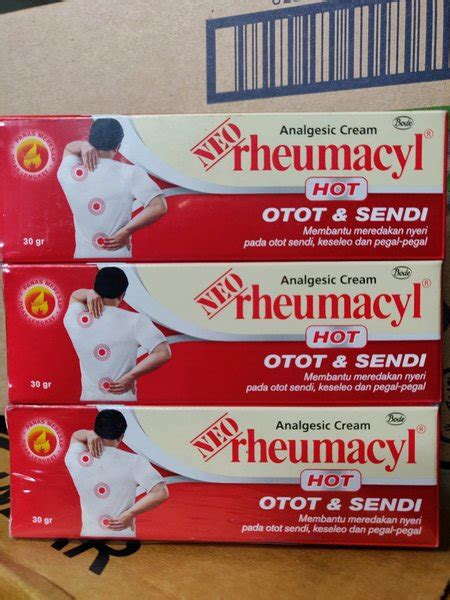 Analgesic Cream
Bode
NEO rheumacyl®
HOT
OTOT & SENDI
Membantu meredakan nyeri
pada otot sendi, keseleo dan pegal-pegal
30 gr
Analgesic Cream
Bode
NEO rheumacyl®
HOT
OTOT & SENDI
Membantu meredakan nyeri
pada otot sendi, keseleo dan pegal-pegal
30 gr
Analgesic Cream
Bode
NEO rheumacyl®
HOT
OTOT & SENDI
Membantu meredakan nyeri
pada otot sendi, keseleo dan pegal-pegal
30 gr